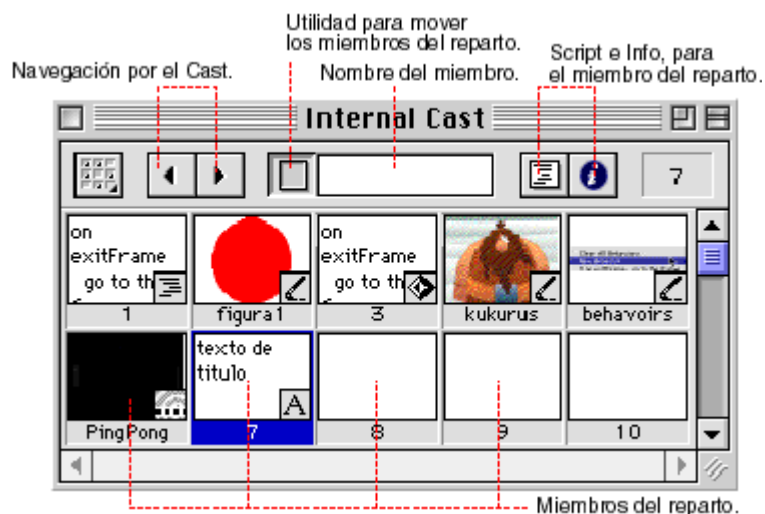 Utilidad para mover
los miembros del reparto.
Script e Info, para
el miembro del reparto.
Navegación por el Cast.
Nombre del miembro.
Internal Cast
7
on
exitFrame
go to th
1
figura1
on
exitFrame
go to th
3
kukurus
behavoirs
PingPong
texto de
titulo
A
7
8
9
10
Miembros del reparto.